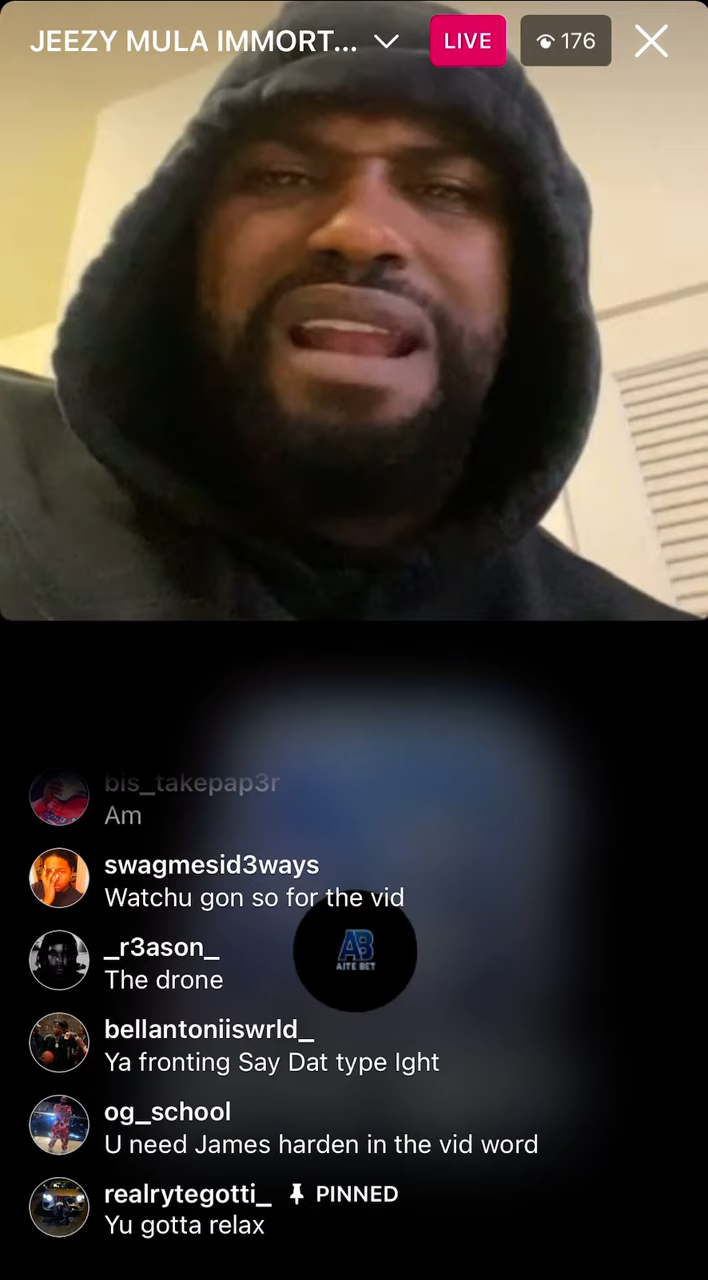 JEEZY MULA IMMORT...
LIVE
176
bis_takepap3r
Am
swagmesid3ways
Watchu gon so for the vid
_r3ason_
The drone
AB
AITE BET
bellantoniiswrld_
Ya fronting Say Dat type Ight
og_school
U need James harden in the vid word
realrytegotti_ PINNED
Yu gotta relax